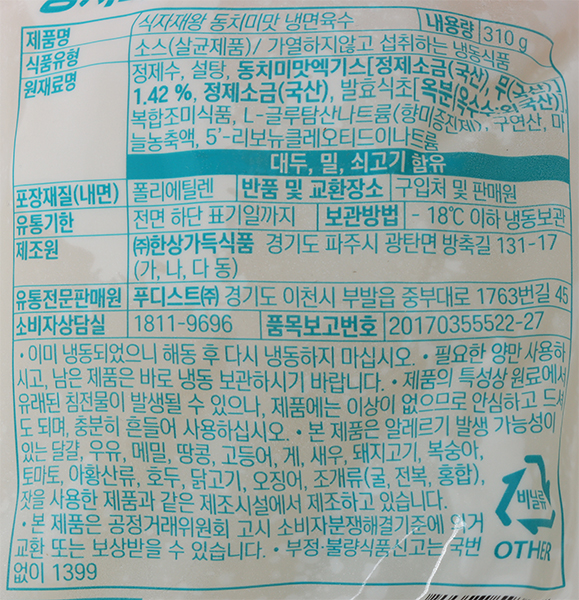 제품명 식자재왕 동치미맛 냉면육수 내용량 310 g
식품유형 소스(살균제품)/ 가열하지않고 섭취하는 냉동식품
원재료명 정제수, 설탕, 동치미맛엑기스[정제소금(국산), 무(국산)]
1.42 %, 정제소금(국산), 발효식초[옥분(옥수수:외국산)]
복합조미식품, L-글루탐산나트륨(향미증진제), 구연산, 마
늘농축액, 5'-리보뉴클레오티드이나트륨
대두, 밀, 쇠고기 함유
포장재질(내면) 폴리에틸렌 반품 및 교환장소 구입처 및 판매원
유통기한 전면 하단 표기일까지 보관방법 - 18℃ 이하 냉동보관
제조원 ㈜한상가득식품 경기도 파주시 광탄면 방축길 131-17
(가, 나, 다 동)
유통전문판매원 푸디스트㈜ 경기도 이천시 부발읍 중부대로 1763번길 45
소비자상담실 1811-9696 품목보고번호 20170355522-27
• 이미 냉동되었으니 해동 후 다시 냉동하지 마십시오. • 필요한 양만 사용하
시고, 남은 제품은 바로 냉동 보관하시기 바랍니다. • 제품의 특성상 원료에서
유래된 침전물이 발생될 수 있으나, 제품에는 이상이 없으므로 안심하고 드셔
도 되며, 충분히 흔들어 사용하십시오. • 본 제품은 알레르기 발생 가능성이
있는 달걀, 우유, 메밀, 땅콩, 고등어, 게, 새우, 돼지고기, 복숭아,
토마토, 아황산류, 호두, 닭고기, 오징어, 조개류(굴, 전복, 홍합),
잣을 사용한 제품과 같은 제조시설에서 제조하고 있습니다.
• 본 제품은 공정거래위원회 고시 소비자분쟁해결기준에 의거
교환 또는 보상받을 수 있습니다. • 부정·불량식품신고는 국번
없이 1399
비닐류
OTHER